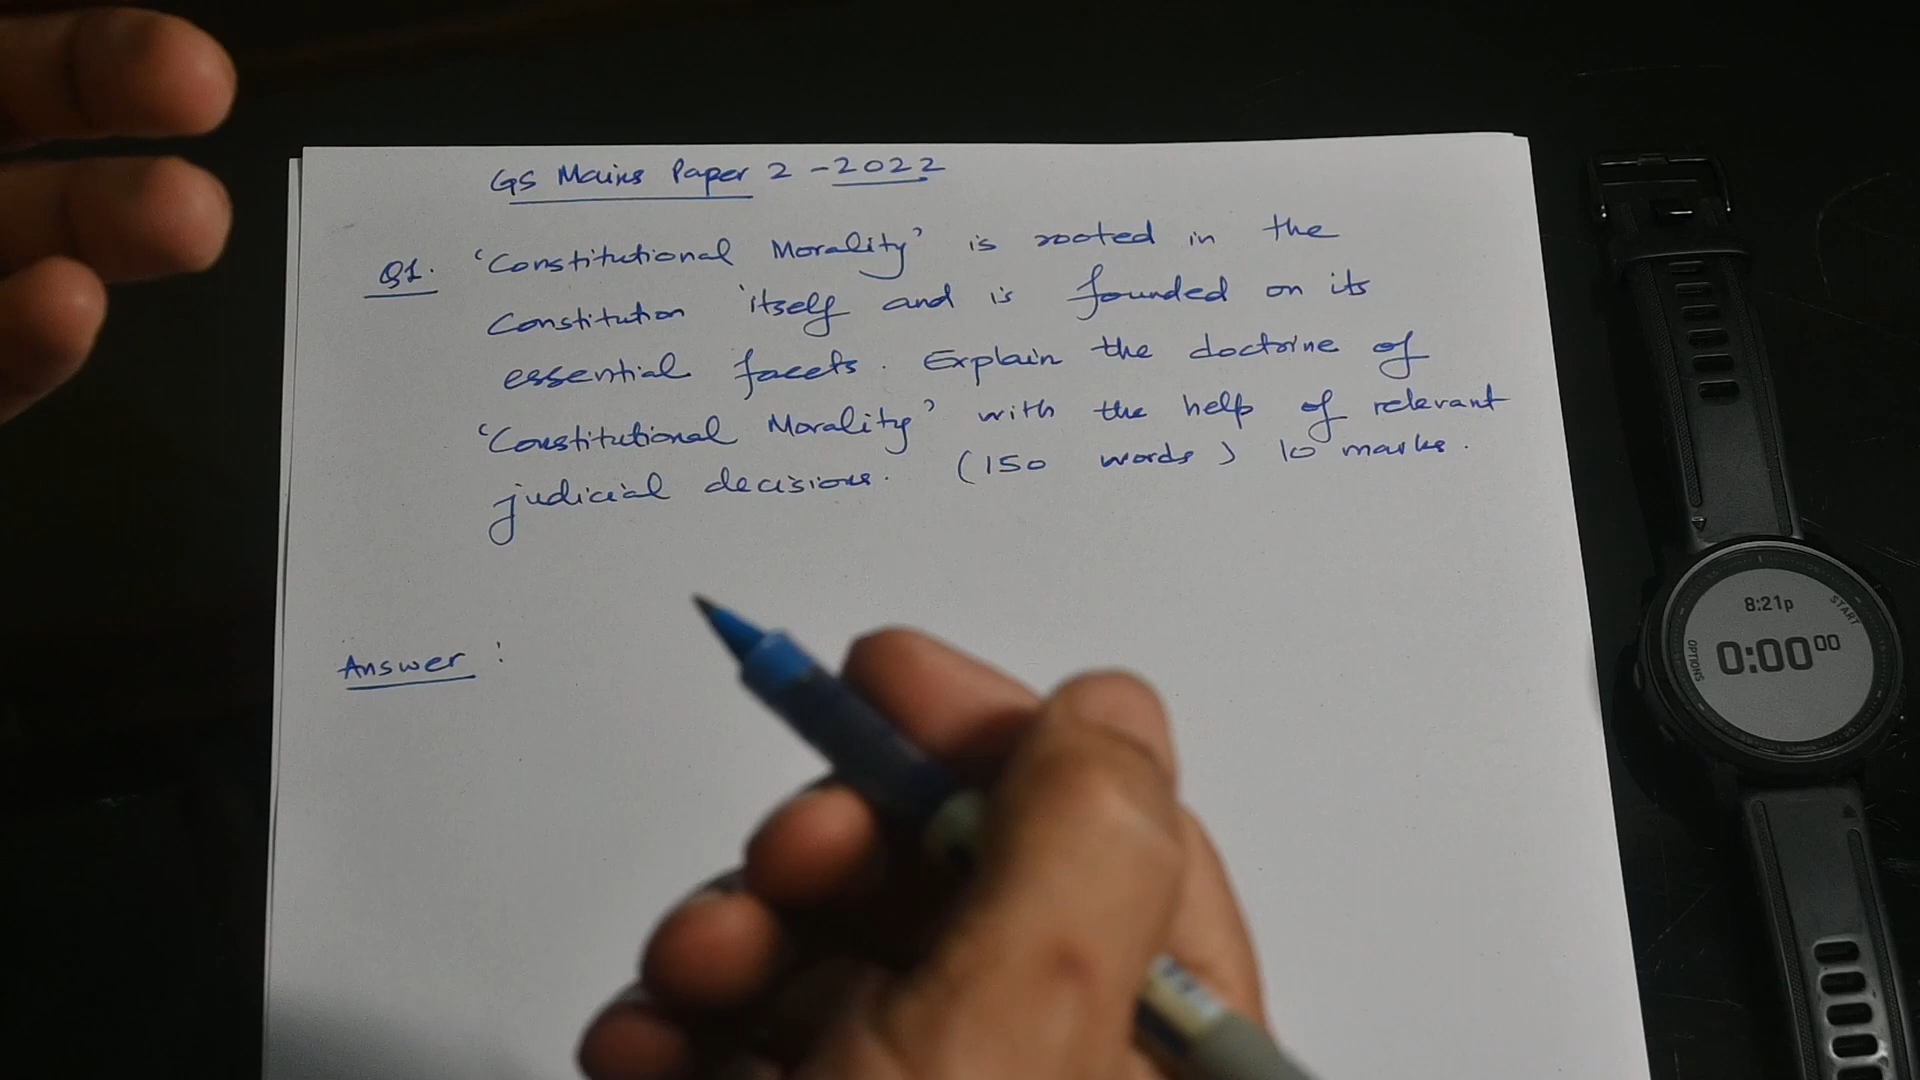 GS Mains Paper 2 - 2022
Q1. 'Constitutional Morality' is rooted in the
Constitution itself and is founded on its
essential facets. Explain the doctrine of
'Constitutional Morality' with the help of relevant
judicial decisions. (150 words) 10 marks.
Answer :
8:21p
START
0:00 00
OPTIONS